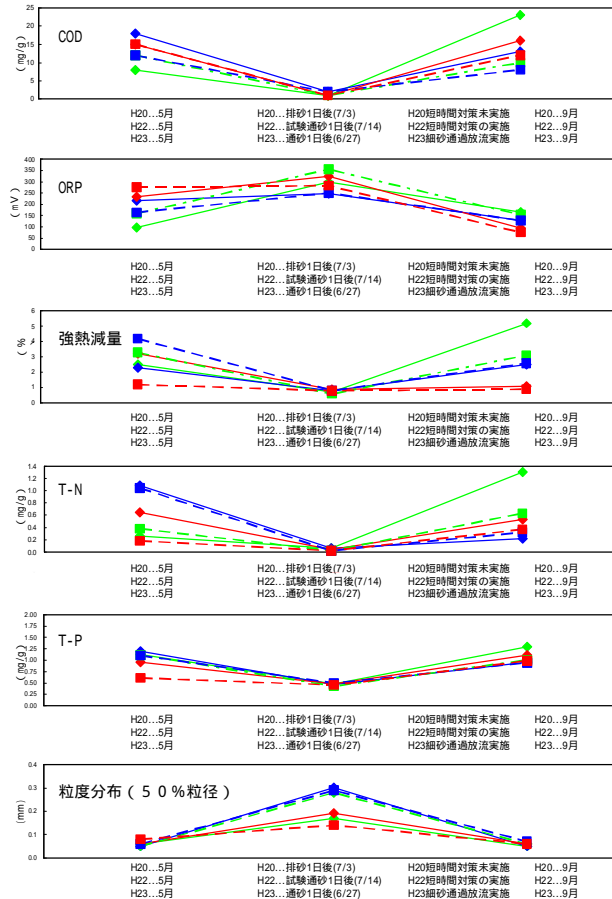 COD
(mg/g)
25
20
15
10
5
0
H20…5月 H20…排砂1日後(7/3) H20短時間対策未実施 H20…9月
H22…5月 H22…試験通砂1日後(7/14) H22短時間対策の実施 H22…9月
H23…5月 H23…通砂1日後(6/27) H23細砂通過放流実施 H23…9月
ORP
(mV)
400
350
300
250
200
150
100
50
0
H20…5月 H20…排砂1日後(7/3) H20短時間対策未実施 H20…9月
H22…5月 H22…試験通砂1日後(7/14) H22短時間対策の実施 H22…9月
H23…5月 H23…通砂1日後(6/27) H23細砂通過放流実施 H23…9月
強熱減量
(%)
6
5
4
3
2
1
0
H20…5月 H20…排砂1日後(7/3) H20短時間対策未実施 H20…9月
H22…5月 H22…試験通砂1日後(7/14) H22短時間対策の実施 H22…9月
H23…5月 H23…通砂1日後(6/27) H23細砂通過放流実施 H23…9月
T-N
(mg/g)
1.4
1.2
1.0
0.8
0.6
0.4
0.2
0.0
H20…5月 H20…排砂1日後(7/3) H20短時間対策未実施 H20…9月
H22…5月 H22…試験通砂1日後(7/14) H22短時間対策の実施 H22…9月
H23…5月 H23…通砂1日後(6/27) H23細砂通過放流実施 H23…9月
T-P
(mg/g)
2.00
1.75
1.50
1.25
1.00
0.75
0.50
0.25
0.00
H20…5月 H20…排砂1日後(7/3) H20短時間対策未実施 H20…9月
H22…5月 H22…試験通砂1日後(7/14) H22短時間対策の実施 H22…9月
H23…5月 H23…通砂1日後(6/27) H23細砂通過放流実施 H23…9月
粒度分布(50%粒径)
(mm)
0.4
0.3
0.2
0.1
0.0
H20…5月 H20…排砂1日後(7/3) H20短時間対策未実施 H20…9月
H22…5月 H22…試験通砂1日後(7/14) H22短時間対策の実施 H22…9月
H23…5月 H23…通砂1日後(6/27) H23細砂通過放流実施 H23…9月